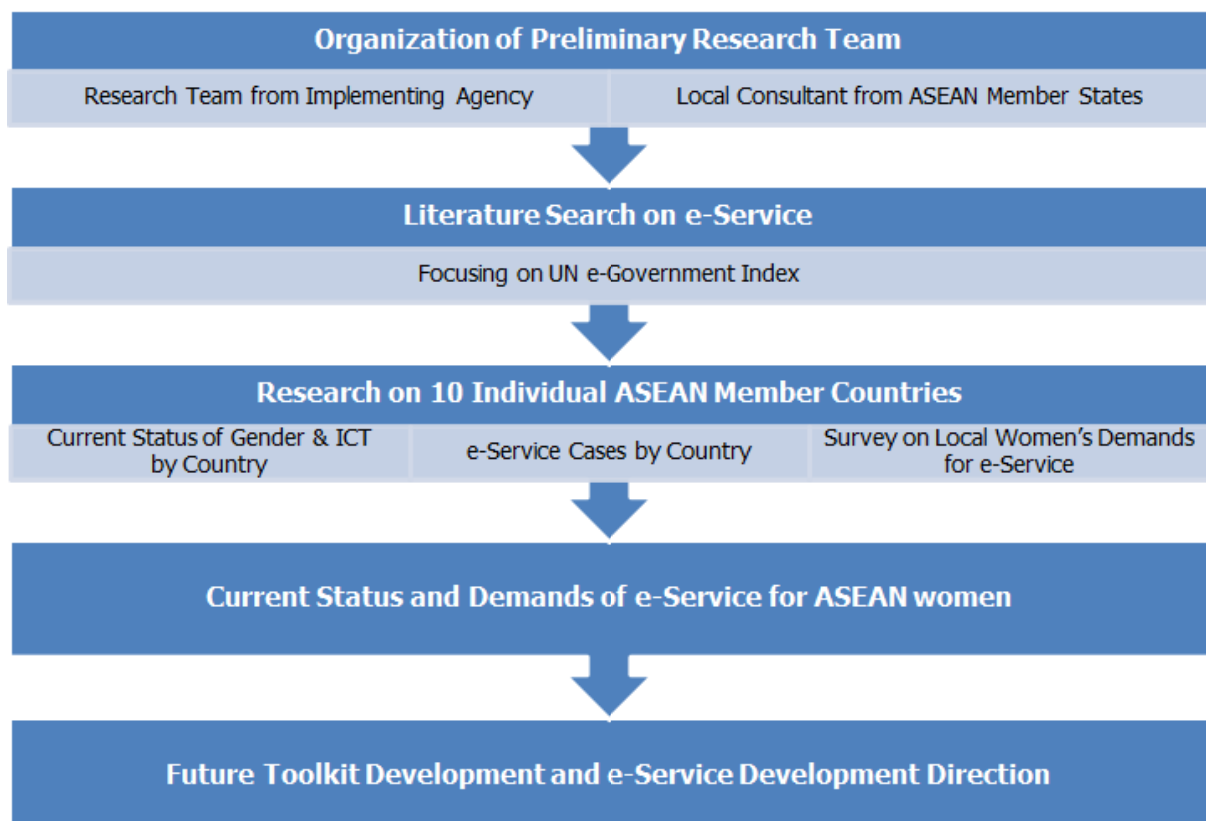 Organization of Preliminary Research Team
Research Team from Implementing Agency
Local Consultant from ASEAN Member States
Literature Search on e-Service
Focusing on UN e-Government Index
Research on 10 Individual ASEAN Member Countries
Current Status of Gender & ICT
by Country
e-Service Cases by Country
Survey on Local Women's Demands
for e-Service
Current Status and Demands of e-Service for ASEAN women
Future Toolkit Development and e-Service Development Direction